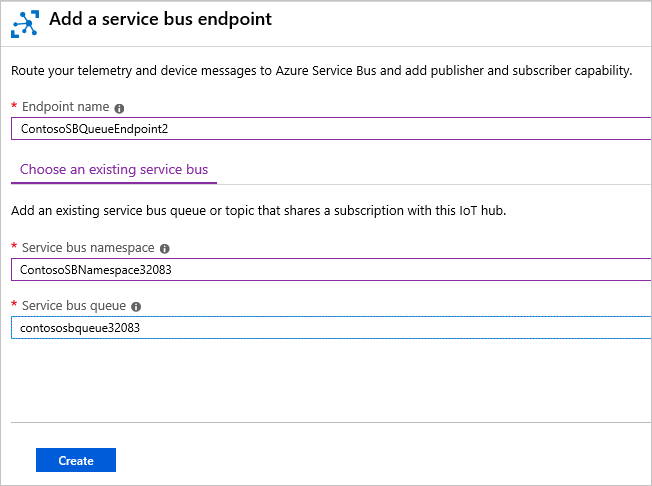 Add a service bus endpoint
Route your telemetry and device messages to Azure Service Bus and add publisher and subscriber capability.
* Endpoint name
ContosoSBQueueEndpoint2
Choose an existing service bus
Add an existing service bus queue or topic that shares a subscription with this IoT hub.
* Service bus namespace
ContosoSBNamespace32083
* Service bus queue
contososbqueue32083
Create